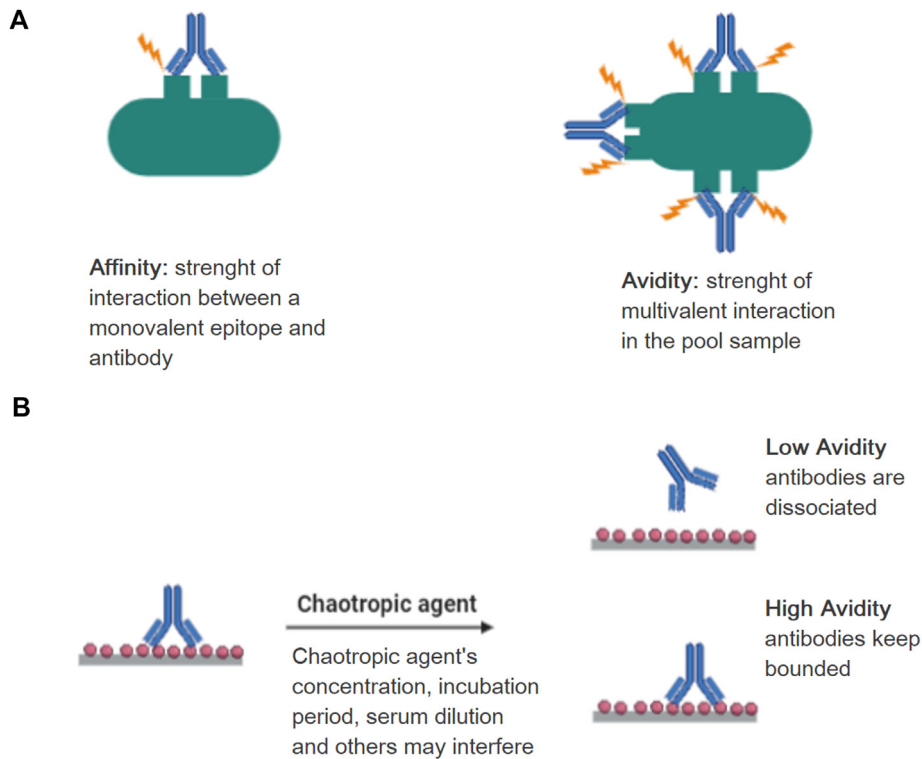 A
Affinity: strenght of
interaction between a
monovalent epitope and
antibody
Avidity: strenght of
multivalent interaction
in the pool sample
B
Chaotropic agent
Chaotropic agent's
concentration, incubation
period, serum dilution
and others may interfere
Low Avidity
antibodies are
dissociated
High Avidity
antibodies keep
bounded